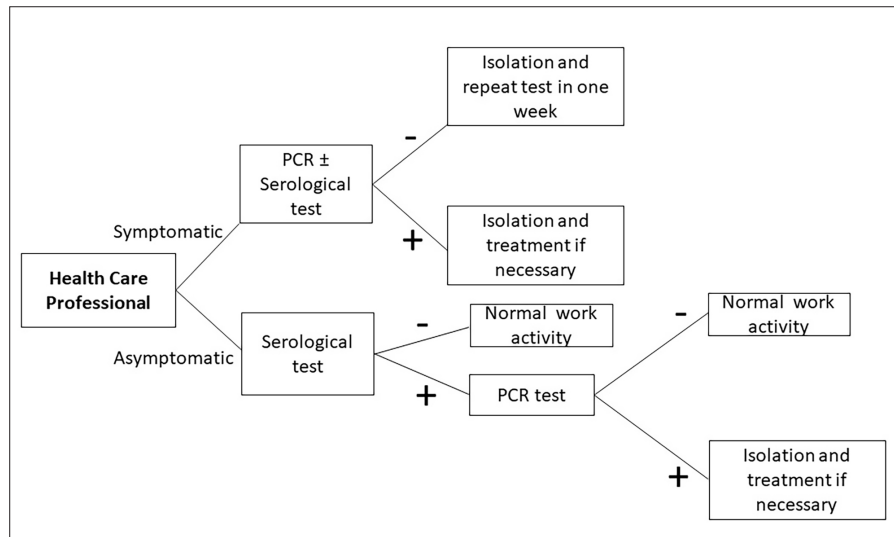 Isolation and
repeat test in one
week
-
PCR ±
Serological
test
Symptomatic
+
Isolation and
treatment if
necessary
Health Care
Professional
Asymptomatic
Serological
test
-
Normal work
activity
+
PCR test
-
Normal work
activity
+
Isolation and
treatment if
necessary